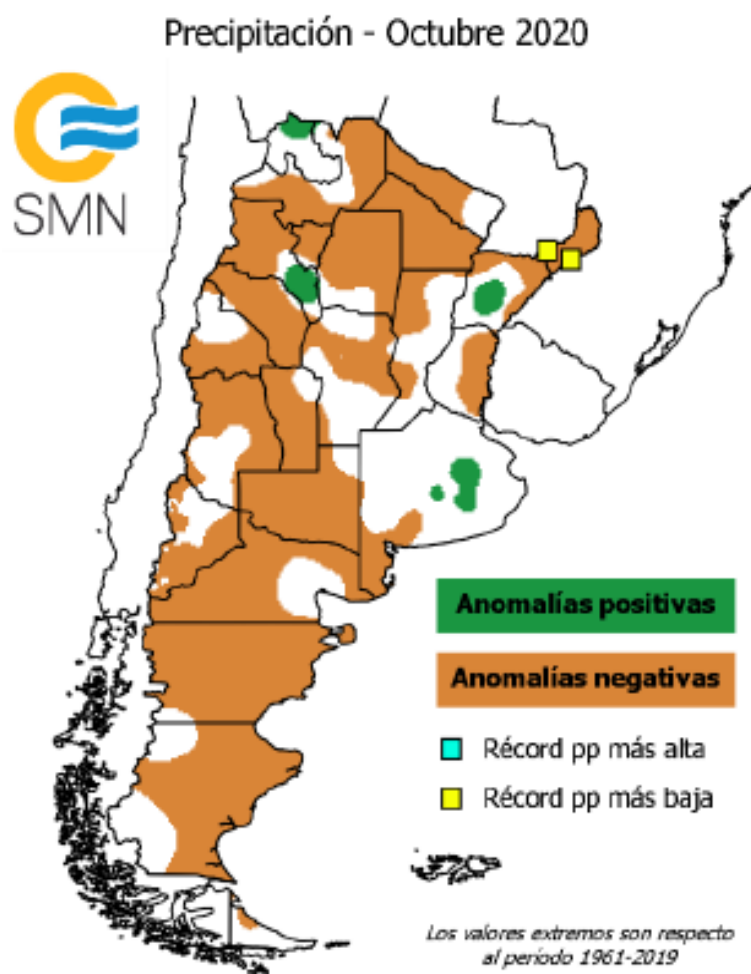 Precipitación - Octubre 2020
SMN
Anomalías positivas
Anomalías negativas
Récord pp más alta
Récord pp más baja
Los valores extremos son respecto
al período 1961-2019